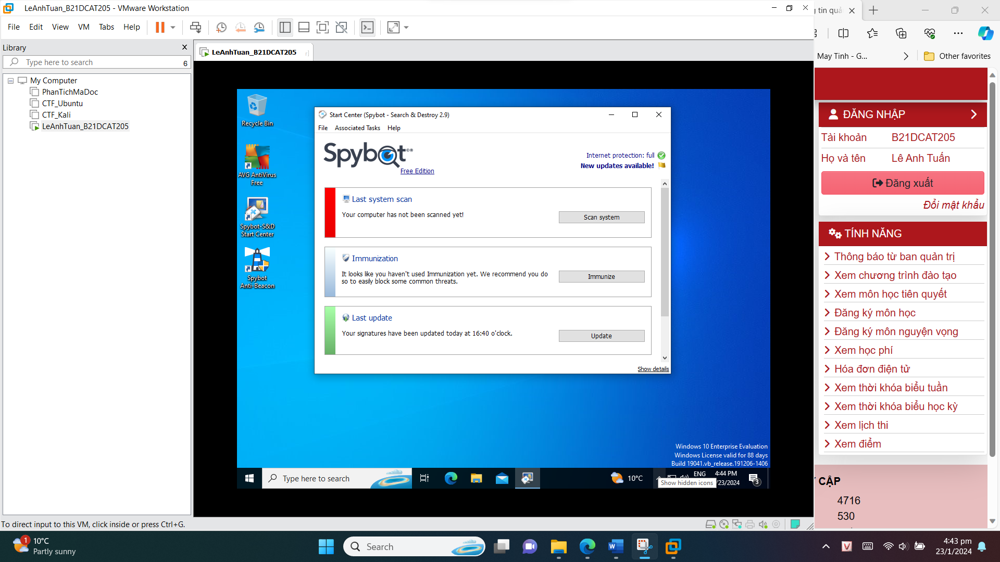 LeAnhTuan_B21DCAT205 - VMware Workstation
File Edit View VM Tabs Help
Library
Type here to search
6
My Computer
PhanTichMaDoc
CTF_Ubuntu
CTF_Kali
LeAnhTuan_B21DCAT205
LeAnhTuan_B21DCAT205
Recycle Bin
AVG AntiVirus
Free
Spybot-S&D
Start Center
Spybot
Anti-Beacon
Start Center (Spybot - Search & Destroy 2.9)
File Associated Tasks Help
Spybot
Free Edition
Internet protection: full
New updates available!
Last system scan
Your computer has not been scanned yet!
Scan system
Immunization
It looks like you haven't used Immunization yet. We recommend you do
so to easily block some common threats.
Immunize
Last update
Your signatures have been updated today at 16:40 o'clock.
Update
Show details
Windows 10 Enterprise Evaluation
Windows License valid for 88 days
Build 19041.vb_release.191206-1406
Type here to search
10°C
ENG
4:44 PM
/23/2024
3
Show hidden icons
To direct input to this VM, click inside or press Ctrl+G.
tin quả
May Tinh - G...
Other favorites
ĐĂNG NHẬP
Tài khoản B21DCAT205
Họ và tên Lê Anh Tuấn
Đăng xuất
Đổi mật khẩu
TÍNH NĂNG
Thông báo từ ban quản trị
Xem chương trình đào tạo
Xem môn học tiên quyết
Đăng ký môn học
Đăng ký môn nguyện vọng
Xem học phí
Hóa đơn điện tử
Xem thời khóa biểu tuần
Xem thời khóa biểu học kỳ
Xem lịch thi
Xem điểm
CẬP
4716
530
1
10°C
Partly sunny
Search
4:43 pm
23/1/2024